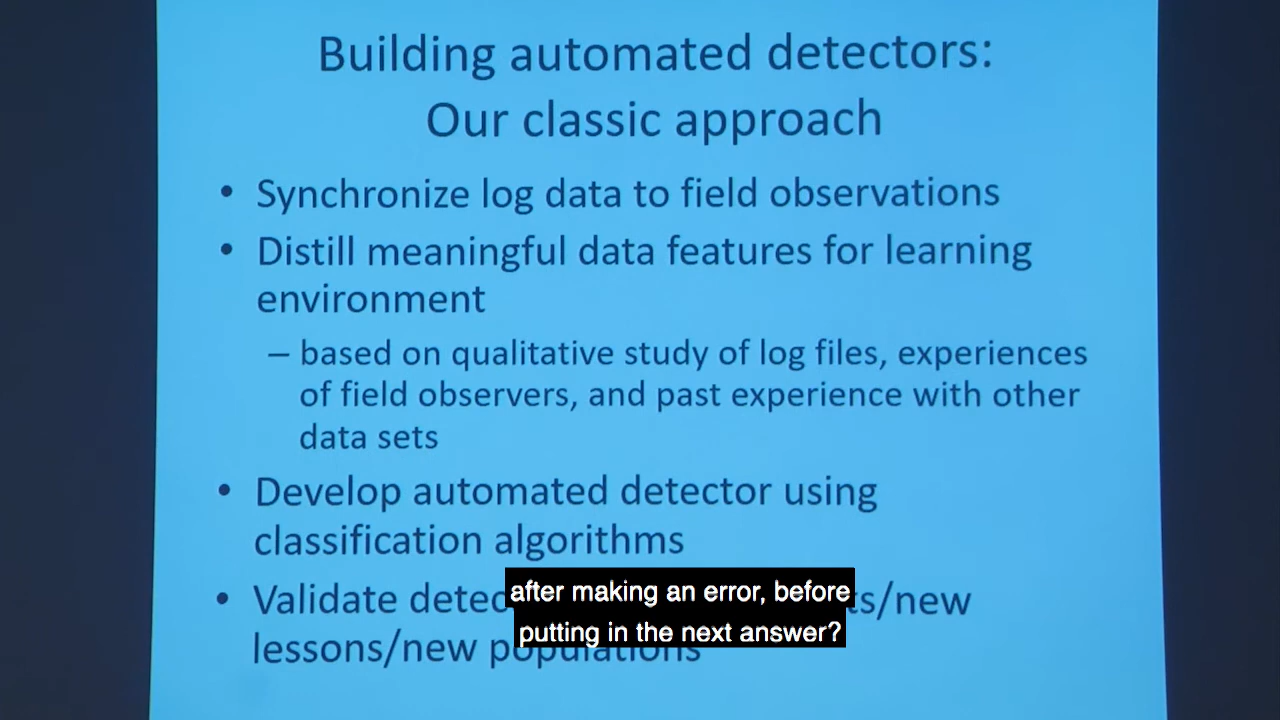 Building automated detectors:
Our classic approach
• Synchronize log data to field observations
• Distill meaningful data features for learning
environment
– based on qualitative study of log files, experiences
of field observers, and past experience with other
data sets
• Develop automated detector using
classification algorithms
• Validate
/new
lessons/new populations
after making an error, before
putting in the next answer?